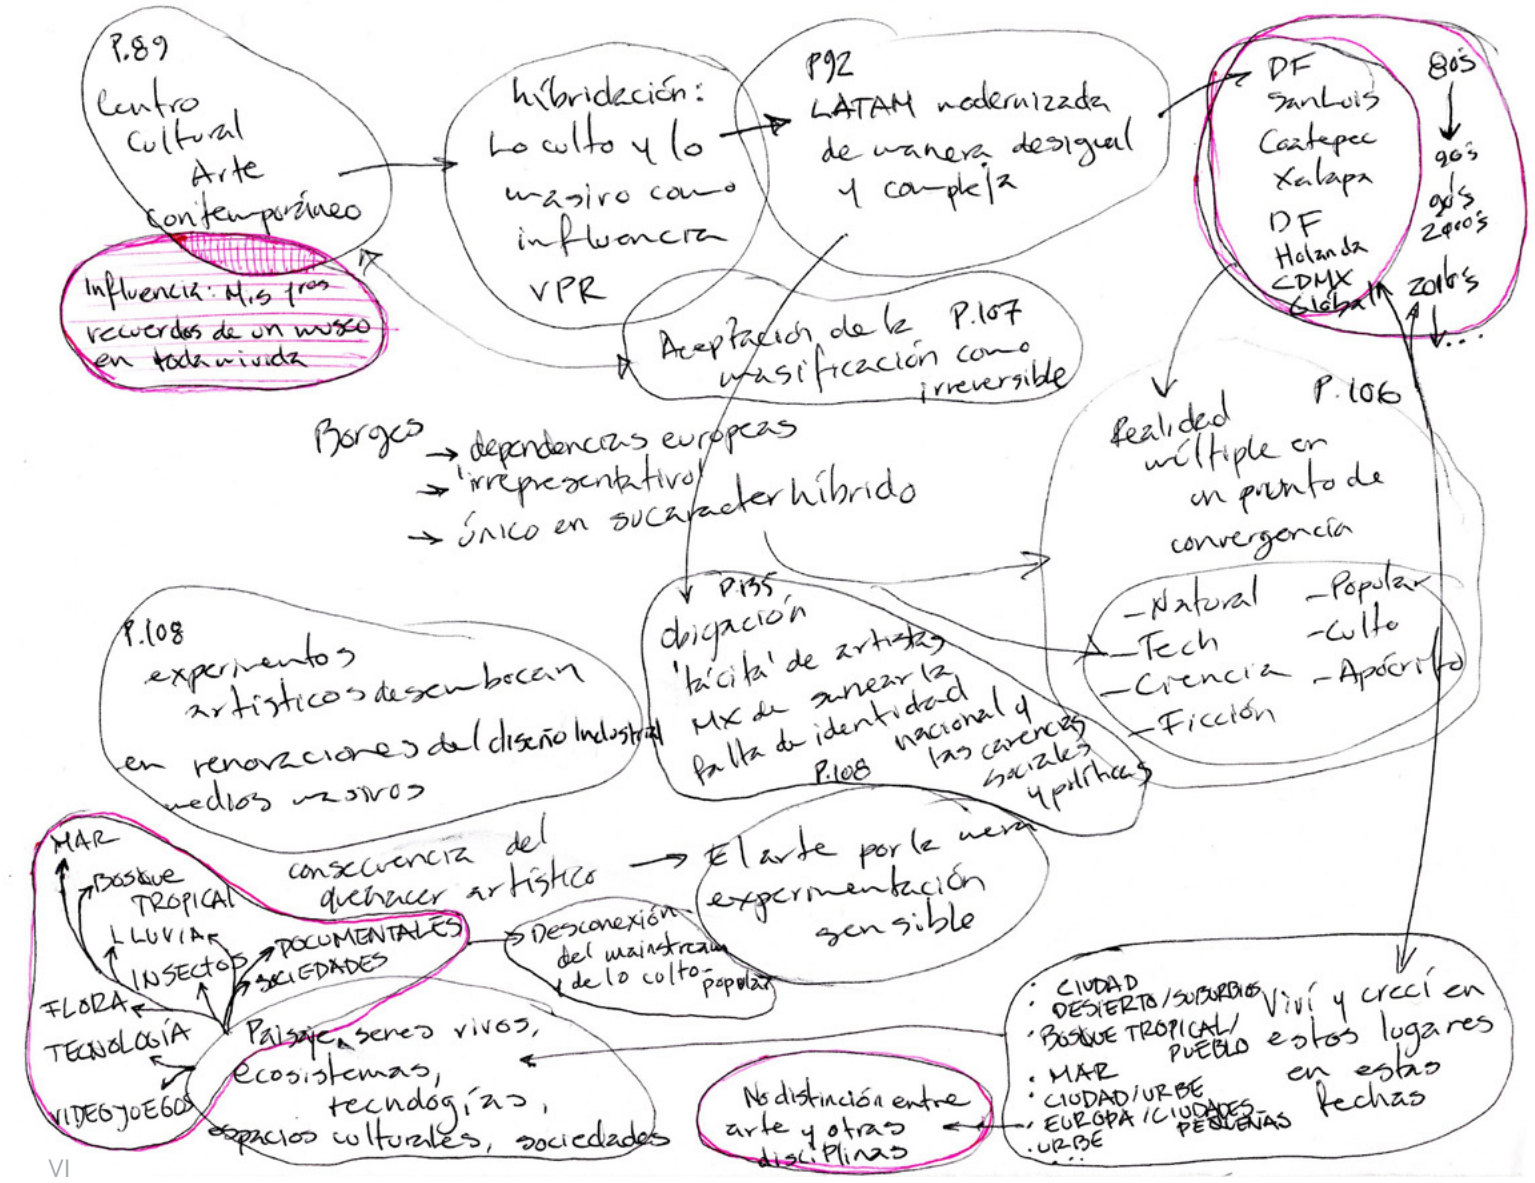 P.89
Centro
Cultural
Arte
Contemporáneo
Influencia: Mis 1ros
recuerdos de un museo
en toda mi vida
hibridación:
Lo culto y lo
masivo como
influencia
VPR
P92
LATAM modernizada
de manera desigual
y compleja
DF
San Luis
Coatepec
Xalapa
DF
Holanda
CDMX
Global
80's
90's
90's
2000's
2010's
...
Aceptación de la P.107
masificación como
irreversible
Borges
→ dependencias europeas
→ 'irrepresentativo'
→ único en su caracter híbrido
P.106
Realidad
múltiple en
un punto de
convergencia
- Natural
- Tech
- Ciencia
- Ficción
- Popular
- Culto
- Apócrifo
P.108
experimentos
artísticos desembocan
en renovaciones del diseño Industrial
medios masivos
P.135
obligación
'tácita' de artistas
MX de sanear la
falta de identidad
nacional y
las carencias
sociales
y políticas
P.108
consecuencia del
quehacer artístico
→ El arte por la mera
experimentación
sensible
Desconexión
del mainstream
y de lo culto-
popular
MAR
BOSQUE
TROPICAL
LLUVIA
INSECTOS
DOCUMENTALES
SOCIEDADES
FLORA
TECNOLOGÍA
VIDEOJUEGOS
Paisaje, seres vivos,
ecosistemas,
tecnologías,
espacios culturales, sociedades
No distinción entre
arte y otras
disciplinas
· CIUDAD
· DESIERTO/SUBURBIOS
· BOSQUE TROPICAL/
PUEBLO
· MAR
· CIUDAD/URBE
· EUROPA/CIUDADES
PEQUEÑAS
· URBE
...
Viví y crecí en
estos lugares
en estas
fechas
VI